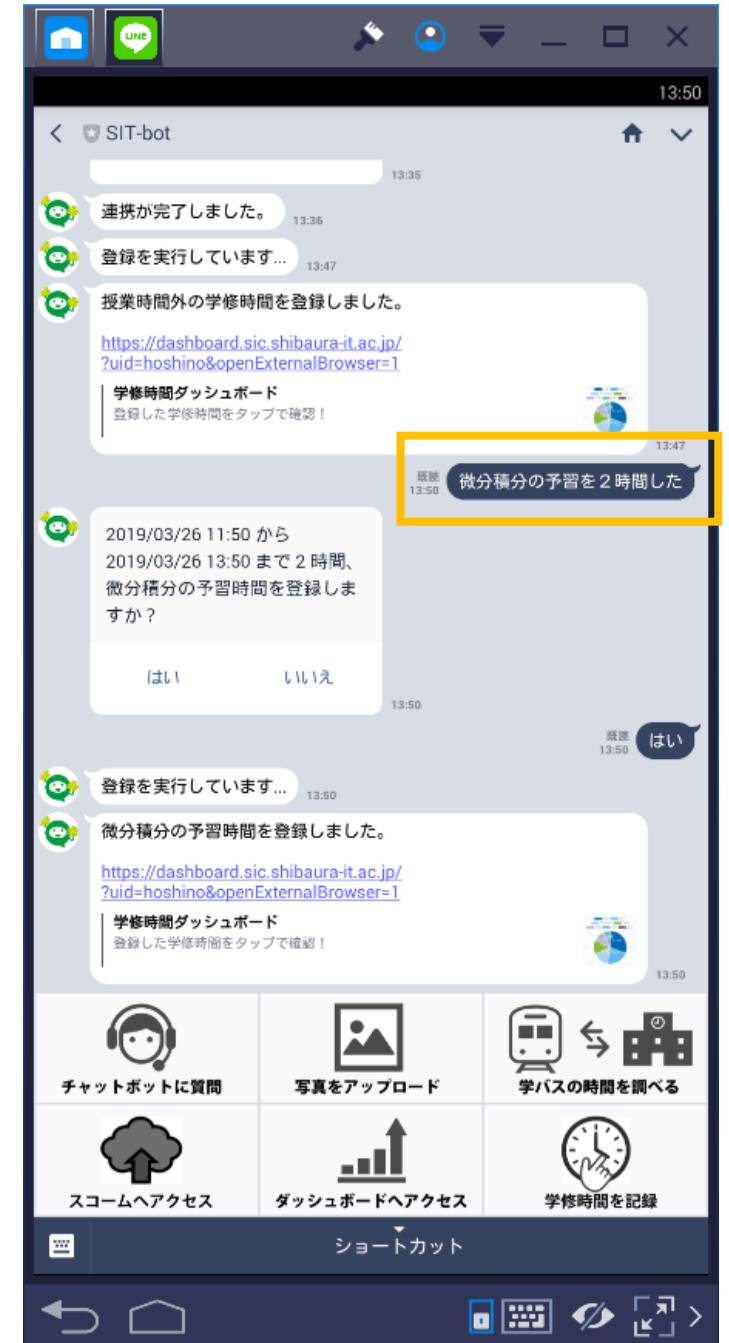 LINE
13:50
SIT-bot
13:35
連携が完了しました。
13:36
登録を実行しています...
13:47
授業時間外の学修時間を登録しました。
https://dashboard.sic.shibaura-it.ac.jp/
?uid=hoshino&openExternalBrowser=1
学修時間ダッシュボード
登録した学修時間をタップで確認！
13:47
既読
13:50
微分積分の予習を２時間した
2019/03/26 11:50 から
2019/03/26 13:50 まで 2 時間、
微分積分の予習時間を登録しま
すか？
はい
いいえ
13:50
既読
13:50
はい
登録を実行しています...
13:50
微分積分の予習時間を登録しました。
https://dashboard.sic.shibaura-it.ac.jp/
?uid=hoshino&openExternalBrowser=1
学修時間ダッシュボード
登録した学修時間をタップで確認！
13:50
チャットボットに質問
写真をアップロード
学バスの時間を調べる
スコームへアクセス
ダッシュボードへアクセス
学修時間を記録
ショートカット